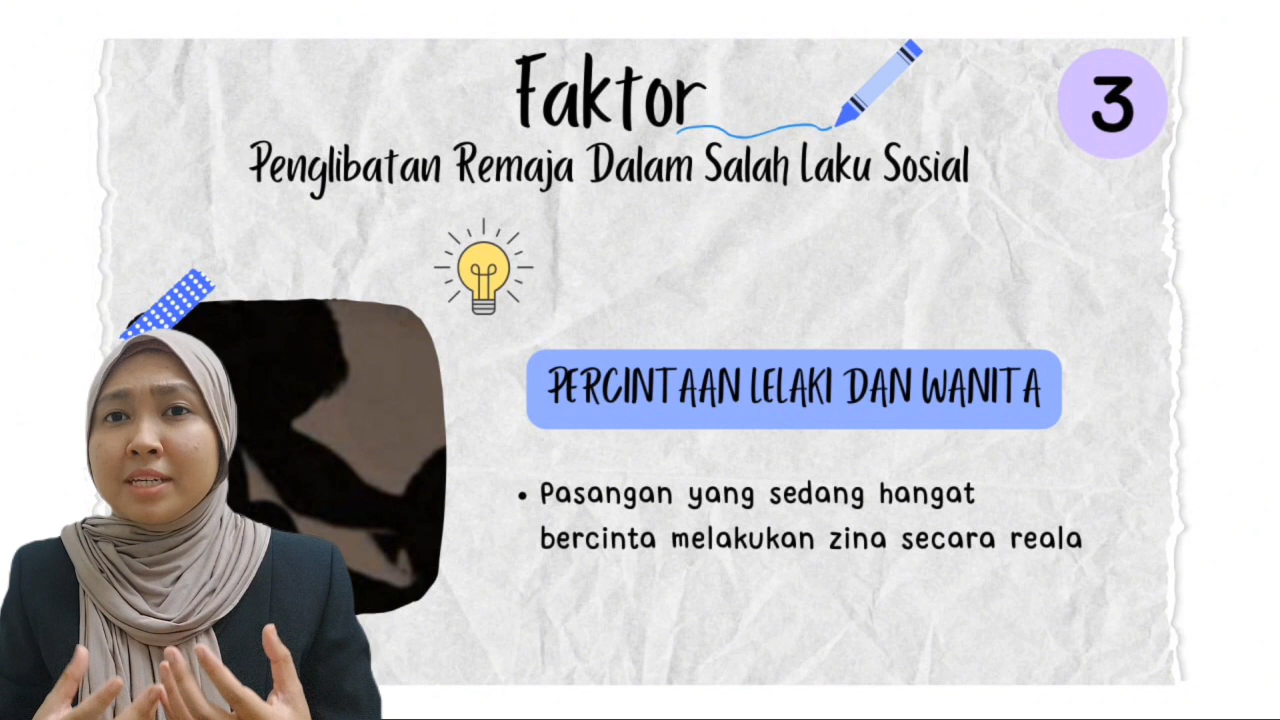 Faktor
3
Penglibatan Remaja Dalam Salah Laku Sosial
PERCINTAAN LELAKI DAN WANITA
• Pasangan yang sedang hangat
bercinta melakukan zina secara reala